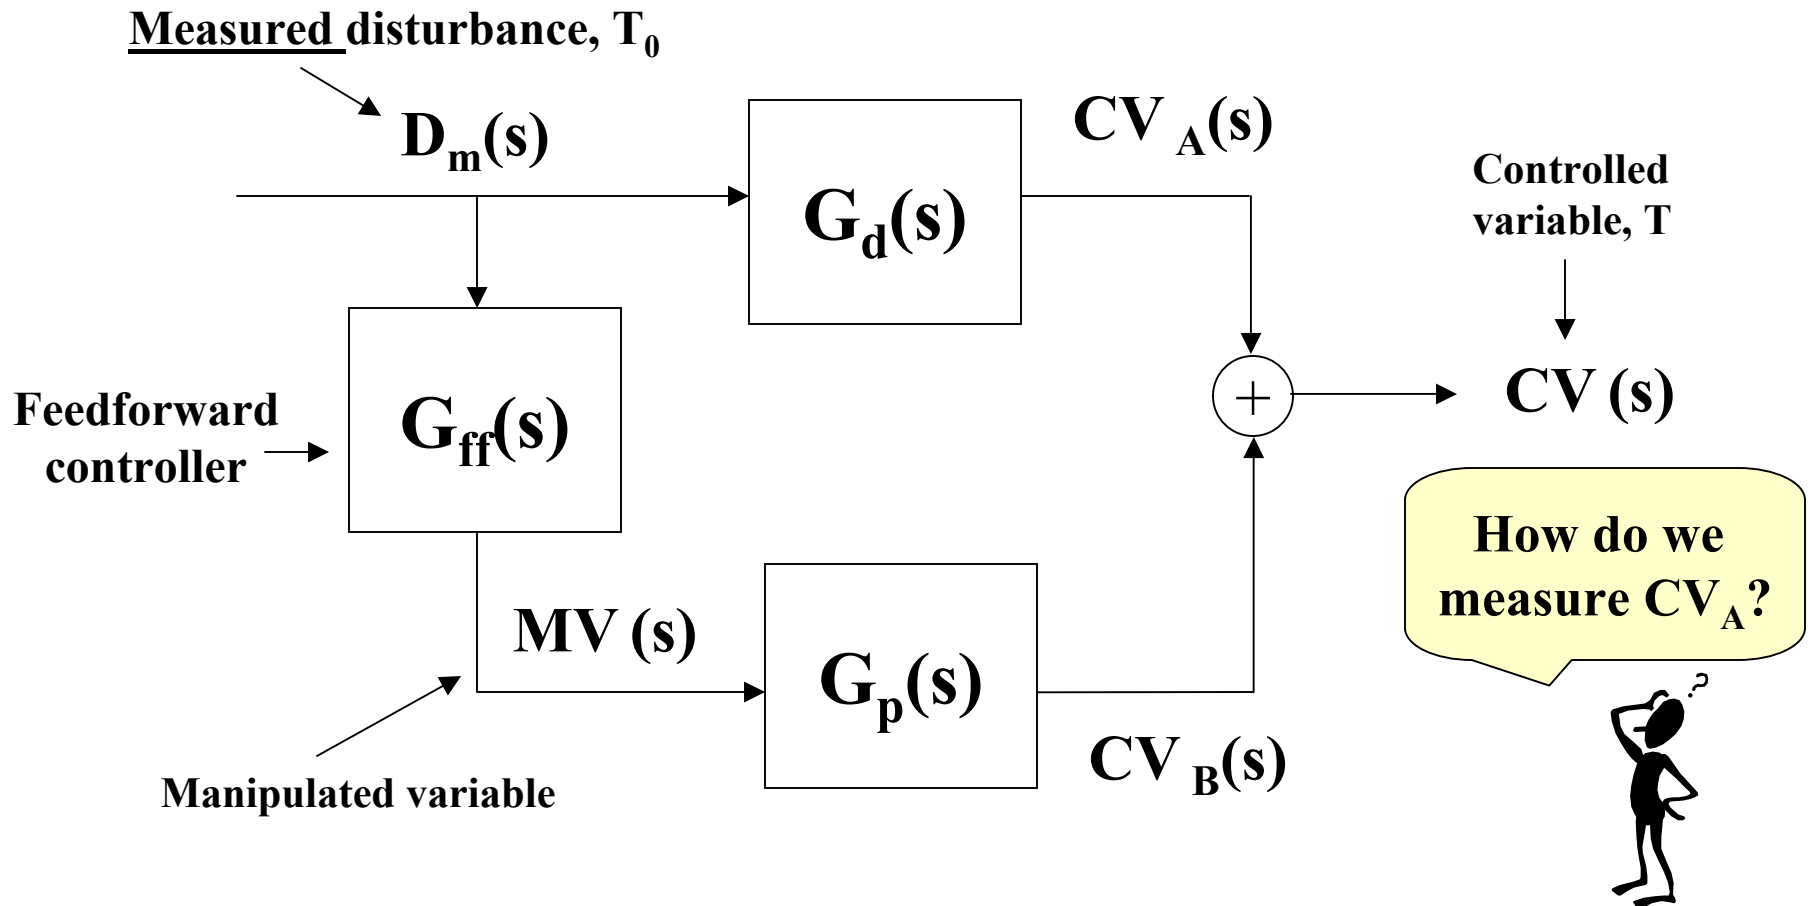 Measured disturbance, T0
Dm(s)
CV A(s)
Gd(s)
Controlled
variable, T
Feedforward
controller
Gff(s)
+
CV (s)
How do we
measure CVA?
MV (s)
Gp(s)
?
CV B(s)
Manipulated variable